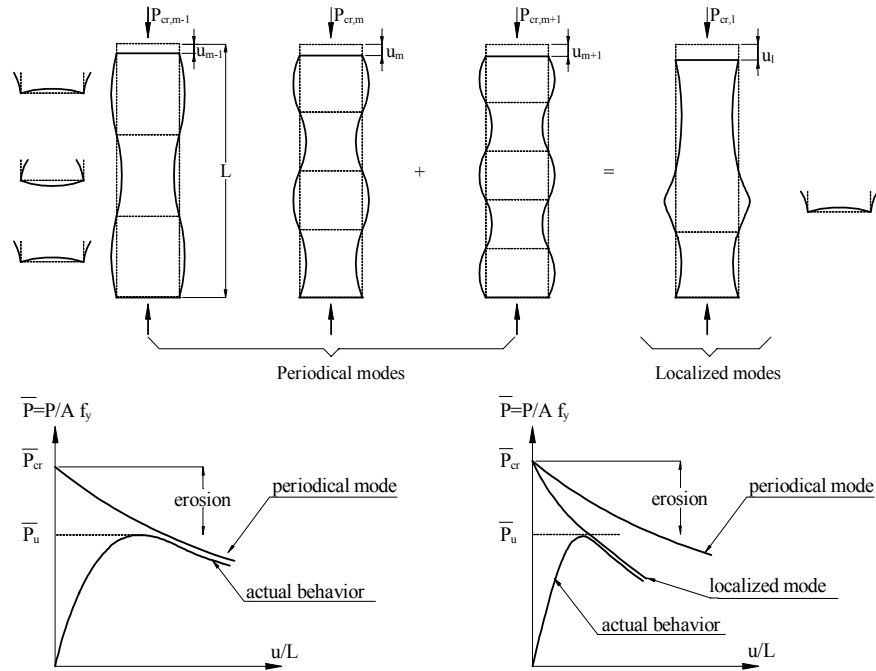 P_cr,m-1
P_cr,m
P_cr,m+1
P_cr,l
u_m-1
u_m
u_m+1
u_l
L
+
=
Periodical modes
Localized modes
P̅=P/A f_y
P̅_cr
erosion
periodical mode
P̅_u
actual behavior
u/L
P̅=P/A f_y
P̅_cr
erosion
periodical mode
P̅_u
localized mode
actual behavior
u/L